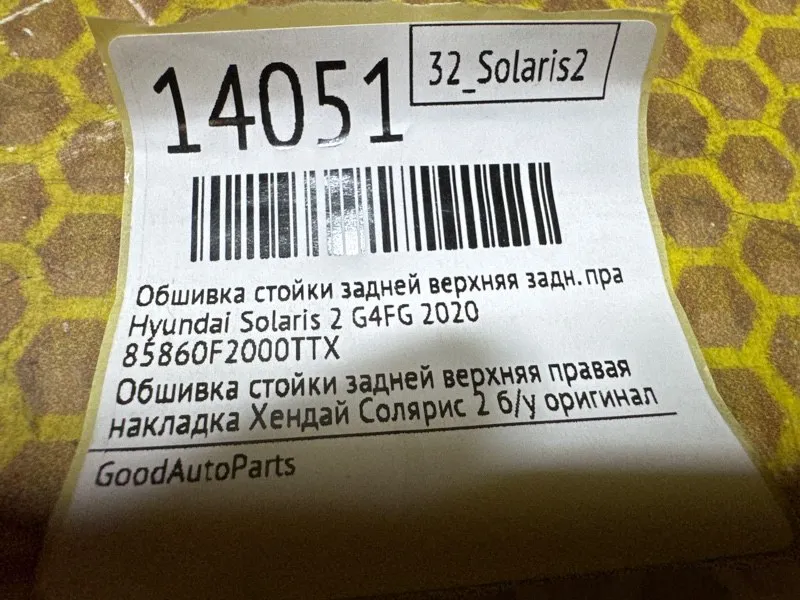 14051
32_Solaris2
Обшивка стойки задней верхняя задн.пра
Hyundai Solaris 2 G4FG 2020
85860F2000TTX
Обшивка стойки задней верхняя правая
накладка Хендай Солярис 2 б/у оригинал
GoodAutoParts